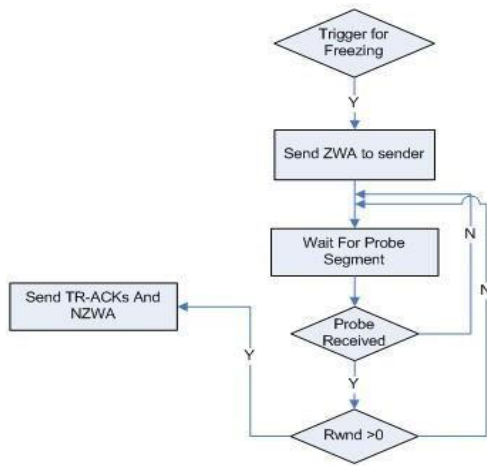 Trigger for
Freezing
Y
Send ZWA to sender
Wait For Probe
Segment
N
N
Send TR-ACKs And
NZWA
Probe
Received
Y
Y
Rwnd >0